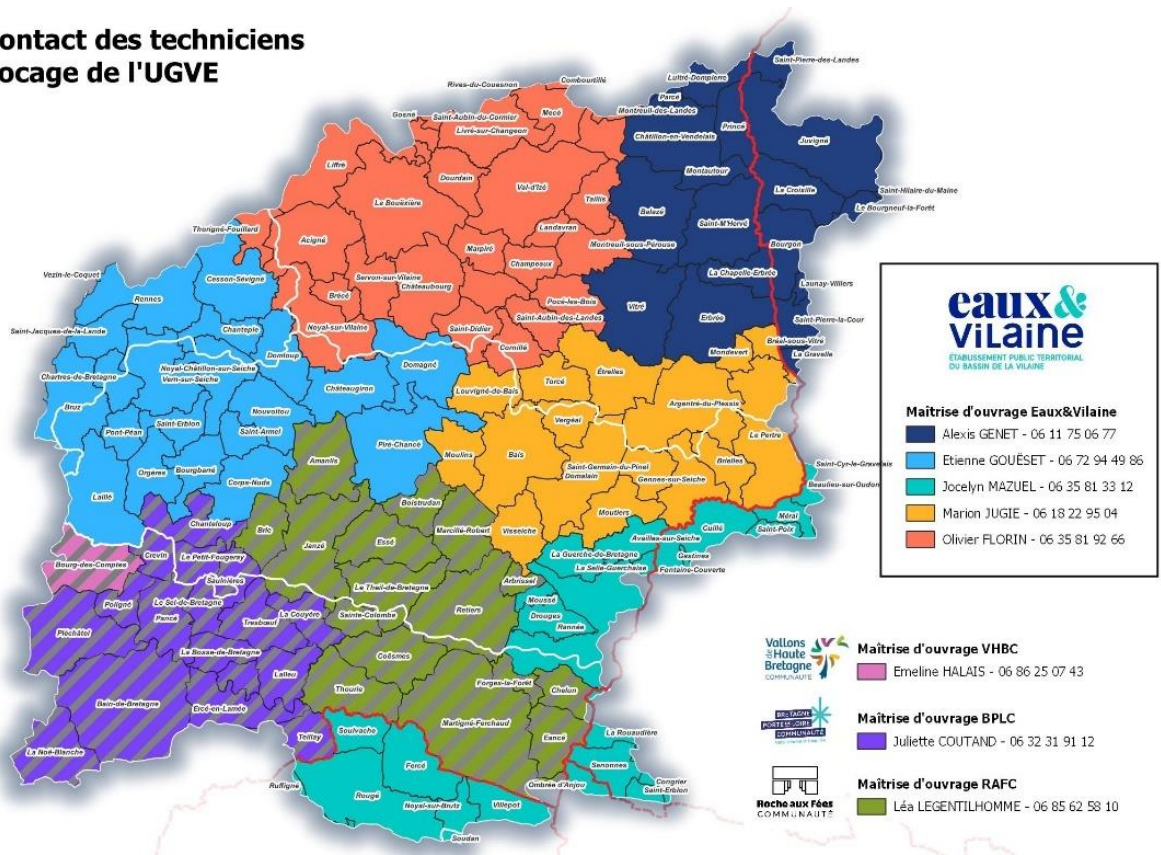 ontact des techniciens
ocage de l'UGVE
Saint-Pierre-des-Landes
Luitré-Dompierre
Combourtillé
Rives-du-Couesnon
Parcé
Montreuil-des-Landes
Mecé
Saint-Aubin-du-Cormier
Gosné
Livré-sur-Changeon
Princé
Châtillon-en-Vendelais
Juvigné
Liffré
Dourdain
Montautour
Val-d'Izé
La Croixille
Saint-Hilaire-du-Maine
Taillis
La Bouëxière
Le Bourgneuf-la-Forêt
Balazé
Saint-M'Hervé
Thorigné-Fouillard
Landavran
Acigné
Montreuil-sous-Pérouse
Bourgon
Marpiré
Champeaux
Vezin-le-Coquet
Cesson-Sévigné
Servon-sur-Vilaine
La Chapelle-Erbrée
Châteaubourg
Launay-Villiers
Rennes
Brécé
Pocé-les-Bois
Vitré
Saint-Aubin-des-Landes
Erbrée
Saint-Pierre-la-Cour
Saint-Jacques-de-la-Lande
Chantepie
Noyal-sur-Vilaine
Saint-Didier
Bréal-sous-Vitré
Cornillé
Mondevert
La Gravelle
Domloup
Noyal-Châtillon-sur-Seiche
Domagné
Étrelles
Chartres-de-Bretagne
Vern-sur-Seiche
Torcé
Châteaugiron
Louvigné-de-Bais
Argentré-du-Plessis
Bruz
Nouvoitou
Vergéal
Saint-Erblon
Pont-Péan
Saint-Armel
Piré-Chancé
Le Pertre
Moulins
Bais
Amanlis
Brielles
Saint-Cyr-le-Gravelais
Orgères
Bourgbarré
Saint-Germain-du-Pinel
Domalain
Gennes-sur-Seiche
Corps-Nuds
Beaulieu-sur-Oudon
Laillé
Boistrudan
Moutiers
Méral
Chanteloup
Marcillé-Robert
Visseiche
Cuillé
Saint-Poix
Brie
Essé
Availles-sur-Seiche
Crevin
Janzé
La Guerche-de-Bretagne
Gastines
Le Petit-Fougeray
Bourg-des-Comptes
La Selle-Guerchaise
Fontaine-Couverte
Saulnières
Arbrissel
Le Theil-de-Bretagne
Moussé
Poligné
Le Sel-de-Bretagne
Retiers
La Couyère
Sainte-Colombe
Drouges
Pancé
Tresbœuf
Rannée
Pléchâtel
La Bosse-de-Bretagne
Coësmes
Lalleu
Forges-la-Forêt
Thourie
Chelun
Bain-de-Bretagne
Ercé-en-Lamée
Martigné-Ferchaud
Teillay
Soulvache
Eancé
La Rouaudière
La Noë-Blanche
Fercé
Senonnes
Ruffigné
Ombrée d'Anjou
Congrier
Rougé
Saint-Erblon
Noyal-sur-Brutz
Villepot
Soudan
eaux&
ViLaine
ÉTABLISSEMENT PUBLIC TERRITORIAL
DU BASSIN DE LA VILAINE
Maîtrise d'ouvrage Eaux&Vilaine
Alexis GENET - 06 11 75 06 77
Etienne GOUËSET - 06 72 94 49 86
Jocelyn MAZUEL - 06 35 81 33 12
Marion JUGIE - 06 18 22 95 04
Olivier FLORIN - 06 35 81 92 66
Vallons
de Haute
Bretagne
COMMUNAUTÉ
Maîtrise d'ouvrage VHBC
Emeline HALAIS - 06 86 25 07 43
BRETAGNE
PORTE DE LOIRE
COMMUNAUTÉ
Maîtrise d'ouvrage BPLC
Juliette COUTAND - 06 32 31 91 12
Roche aux Fées
COMMUNAUTÉ
Maîtrise d'ouvrage RAFC
Léa LEGENTILHOMME - 06 85 62 58 10